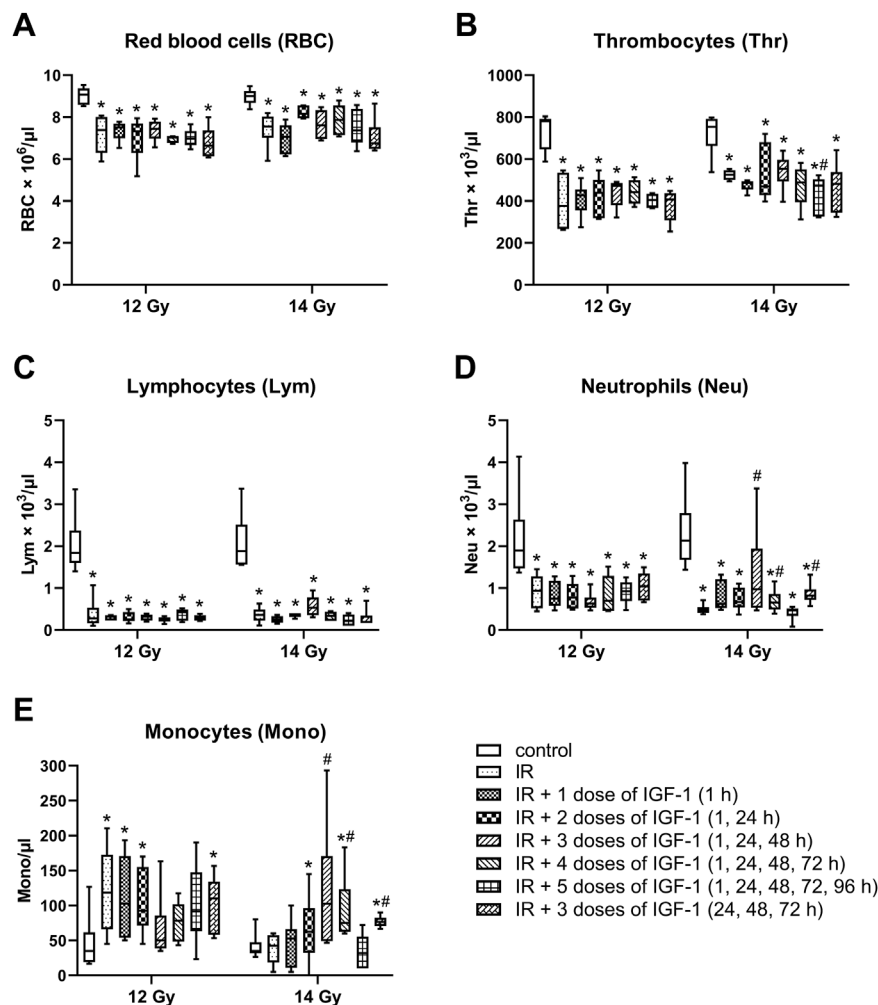 A
Red blood cells (RBC)
RBC × 10⁶/µl
10
8
6
4
2
0
* * * * * * *
* * * * * * *
12 Gy
14 Gy
B
Thrombocytes (Thr)
Thr × 10³/µl
1000
800
600
400
200
0
* * * * * * *
* * * * * *# *
12 Gy
14 Gy
C
Lymphocytes (Lym)
Lym × 10³/µl
5
4
3
2
1
0
* * * * * * *
* * * * * * *
12 Gy
14 Gy
D
Neutrophils (Neu)
Neu × 10³/µl
5
4
3
2
1
0
* * * * * * *
* * * # *# * *#
12 Gy
14 Gy
E
Monocytes (Mono)
Mono/µl
300
250
200
150
100
50
0
* * * *
* # *# *#
12 Gy
14 Gy
control
IR
IR + 1 dose of IGF-1 (1 h)
IR + 2 doses of IGF-1 (1, 24 h)
IR + 3 doses of IGF-1 (1, 24, 48 h)
IR + 4 doses of IGF-1 (1, 24, 48, 72 h)
IR + 5 doses of IGF-1 (1, 24, 48, 72, 96 h)
IR + 3 doses of IGF-1 (24, 48, 72 h)